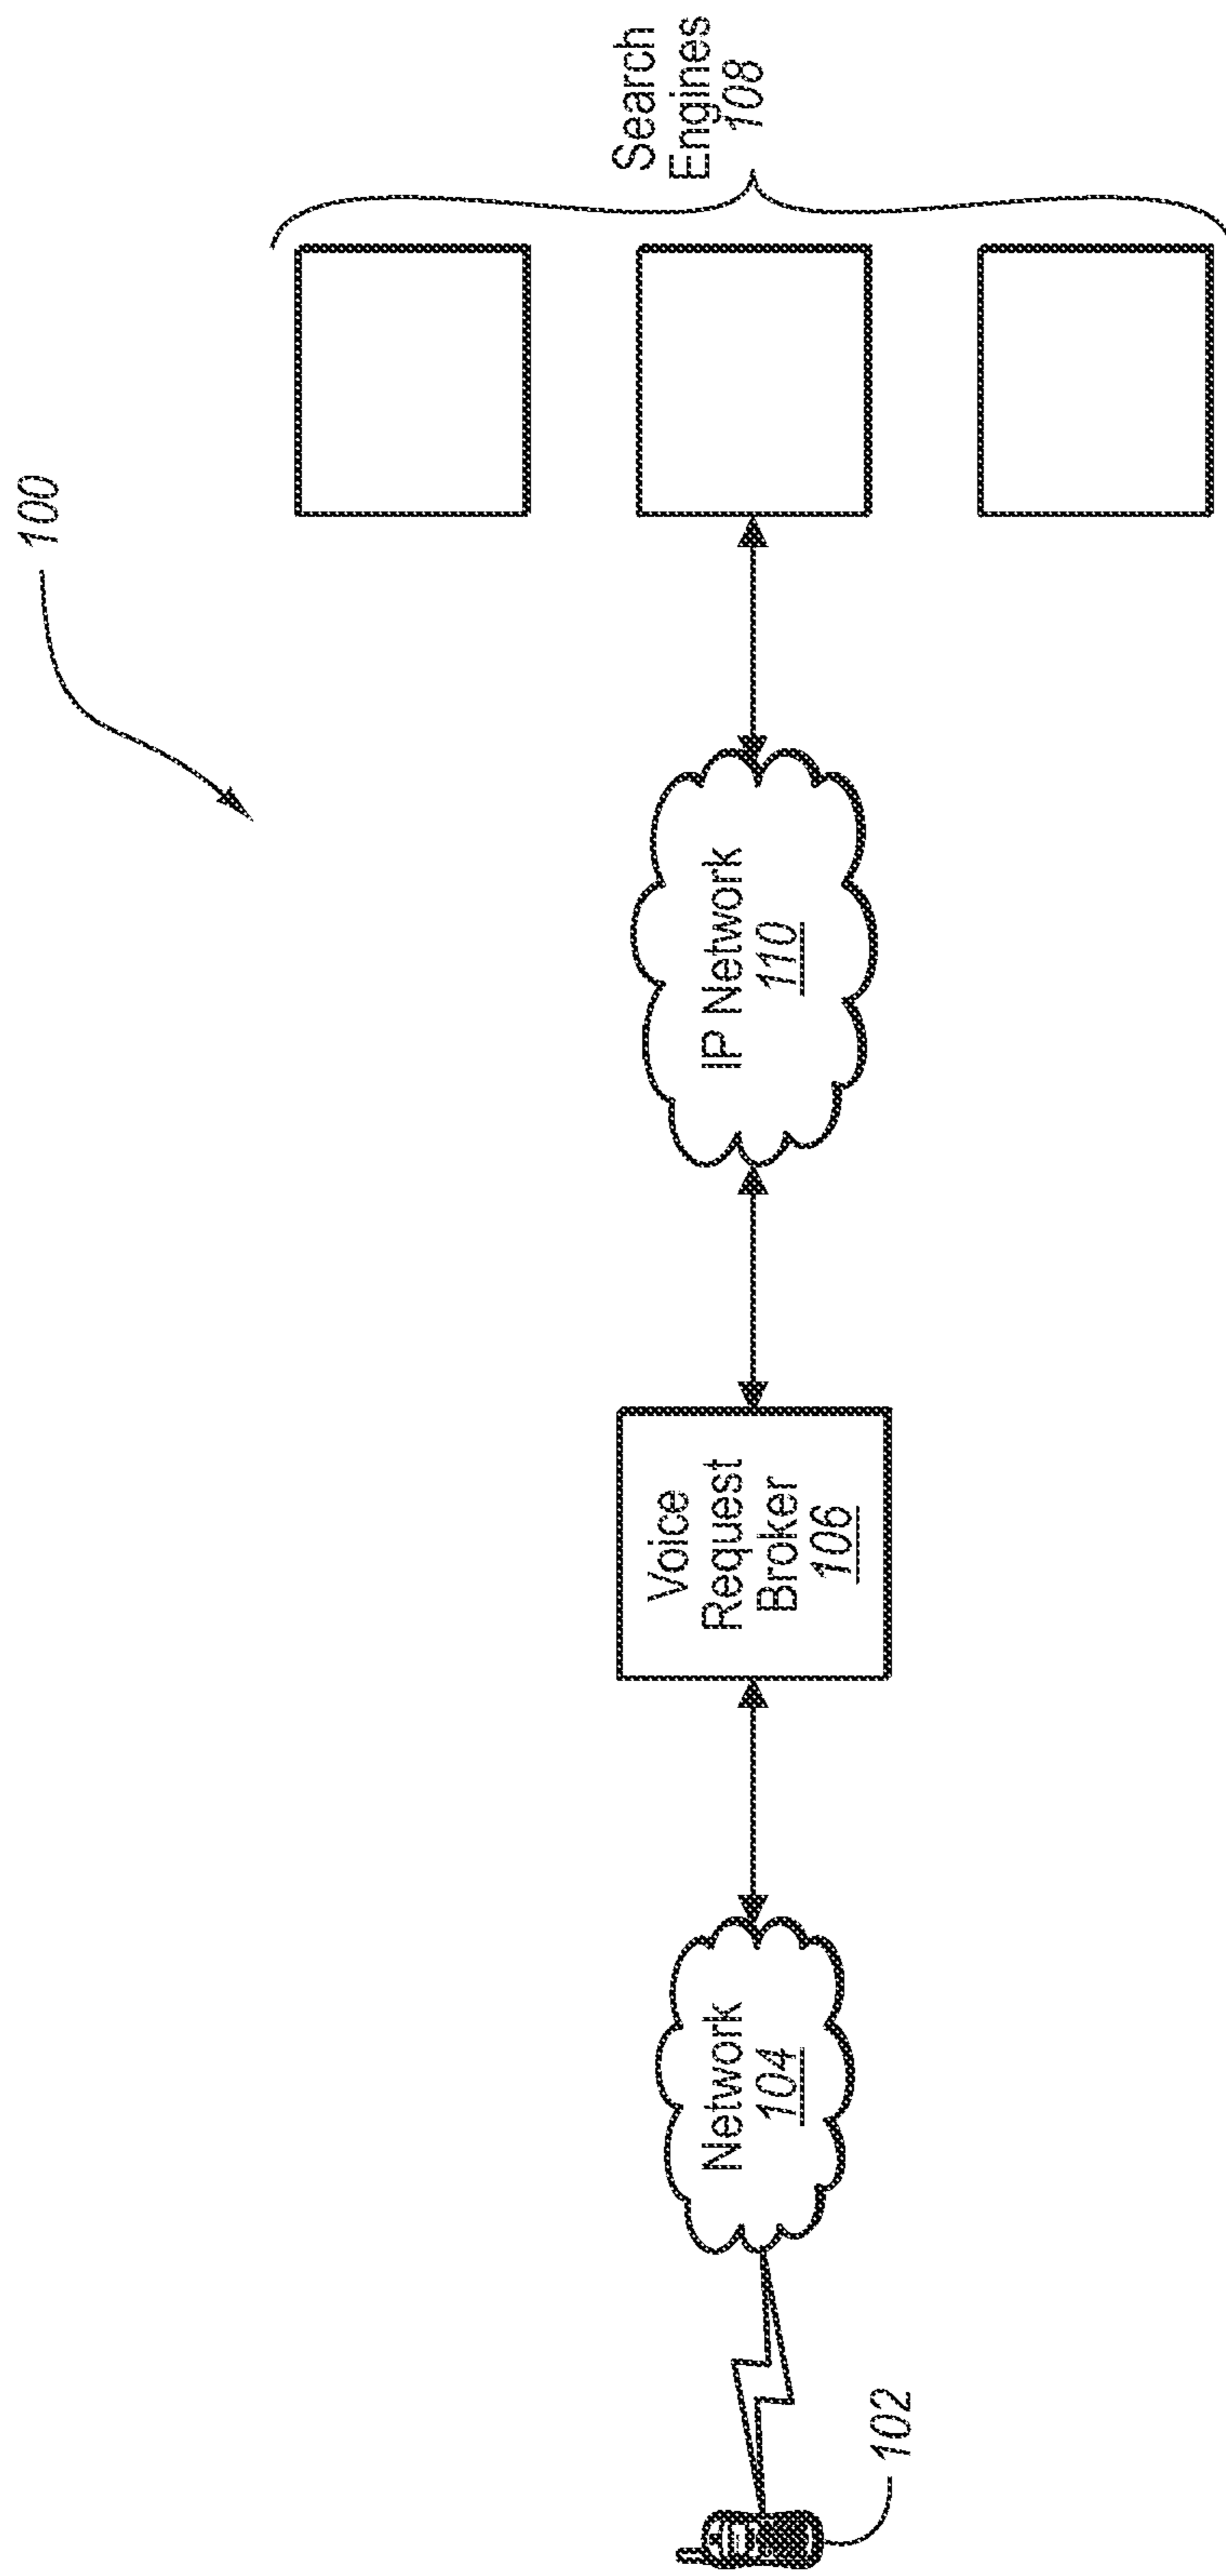 100
Search
Engines
108
IP Network
110
Voice
Request
Broker
106
Network
104
102